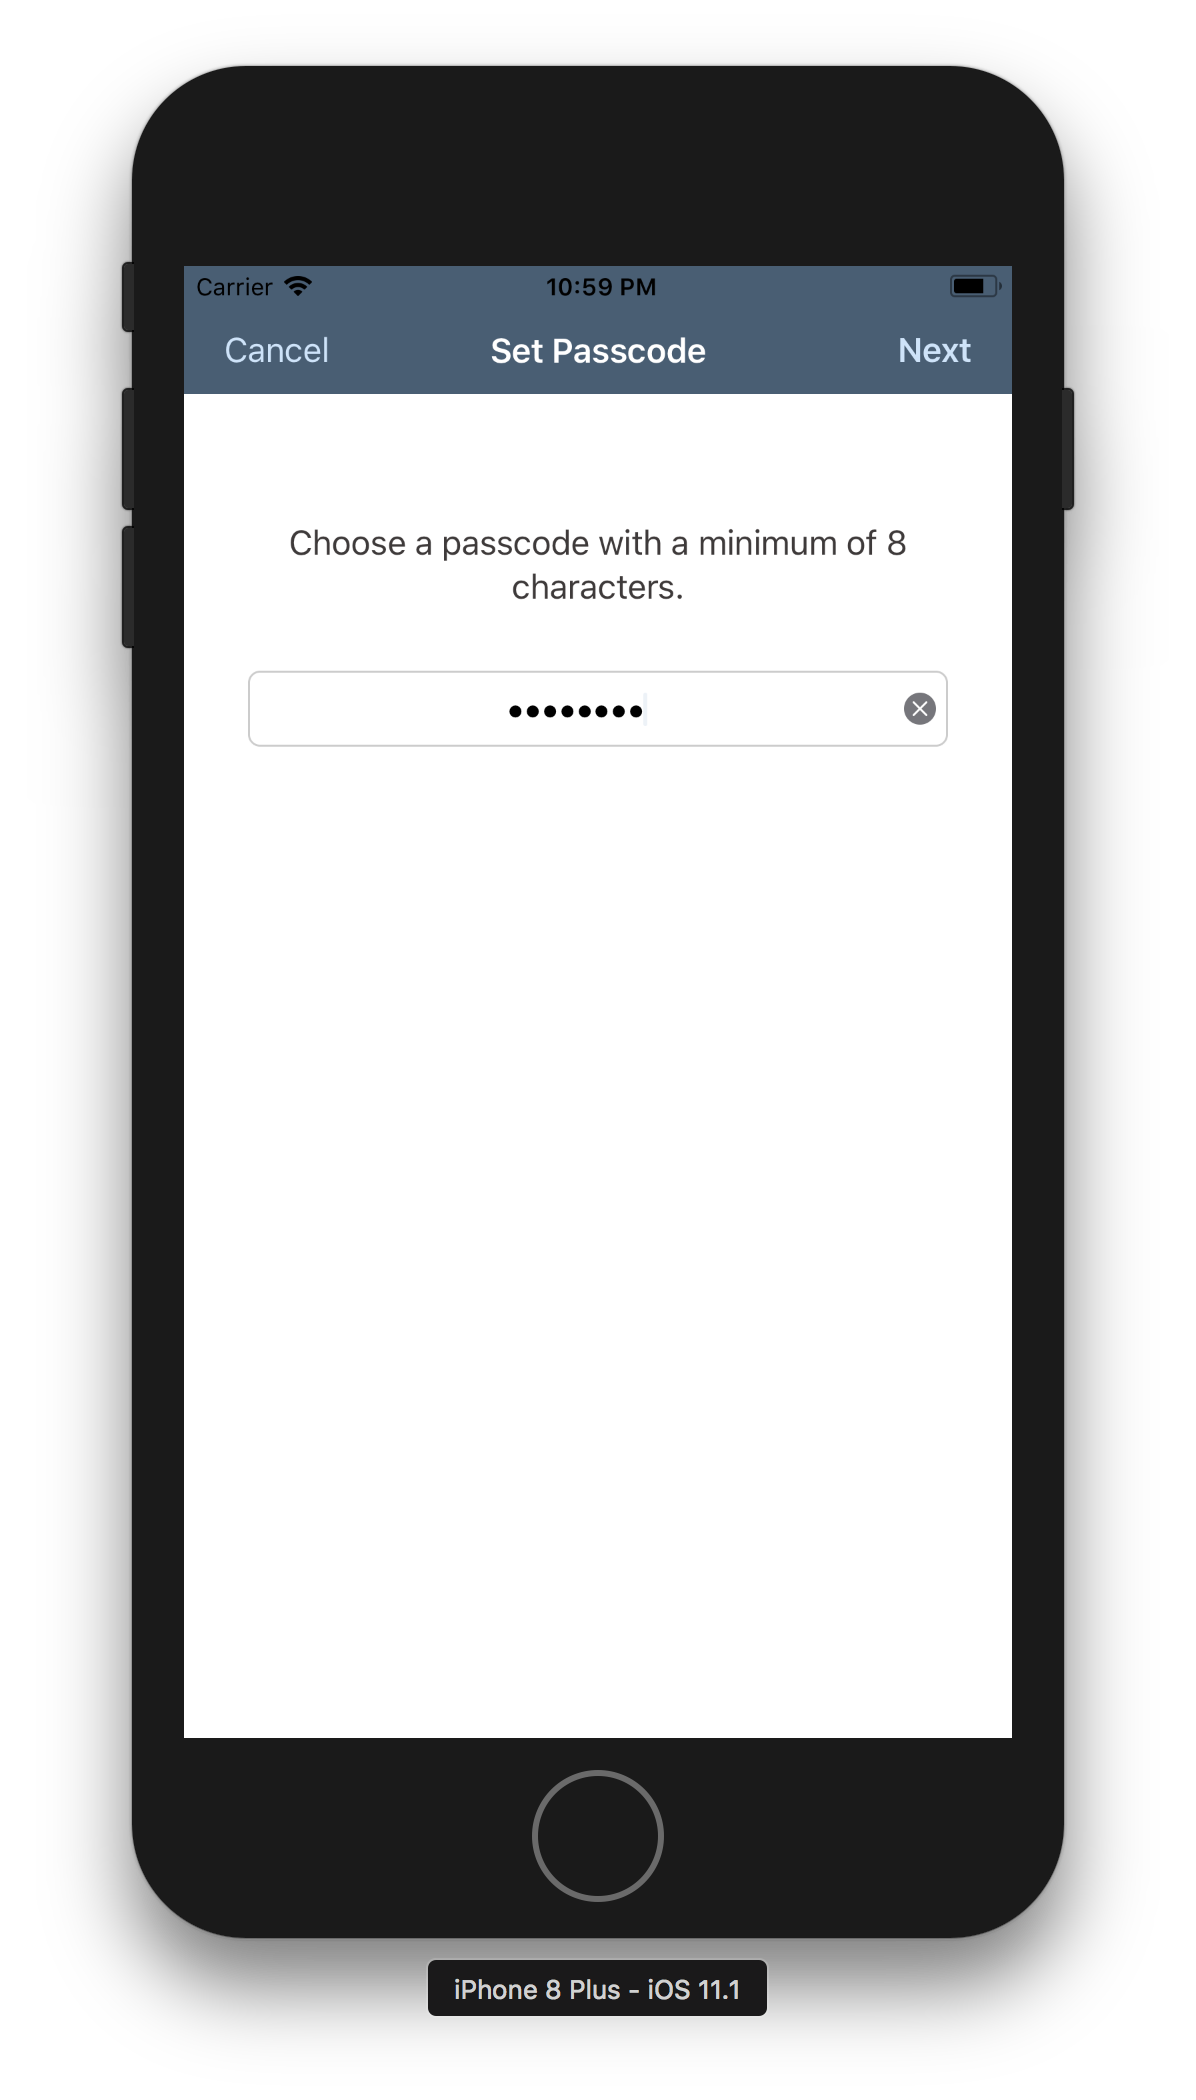 Carrier 10:59 PM
Cancel Set Passcode Next
Choose a passcode with a minimum of 8
characters.
••••••••
iPhone 8 Plus - iOS 11.1